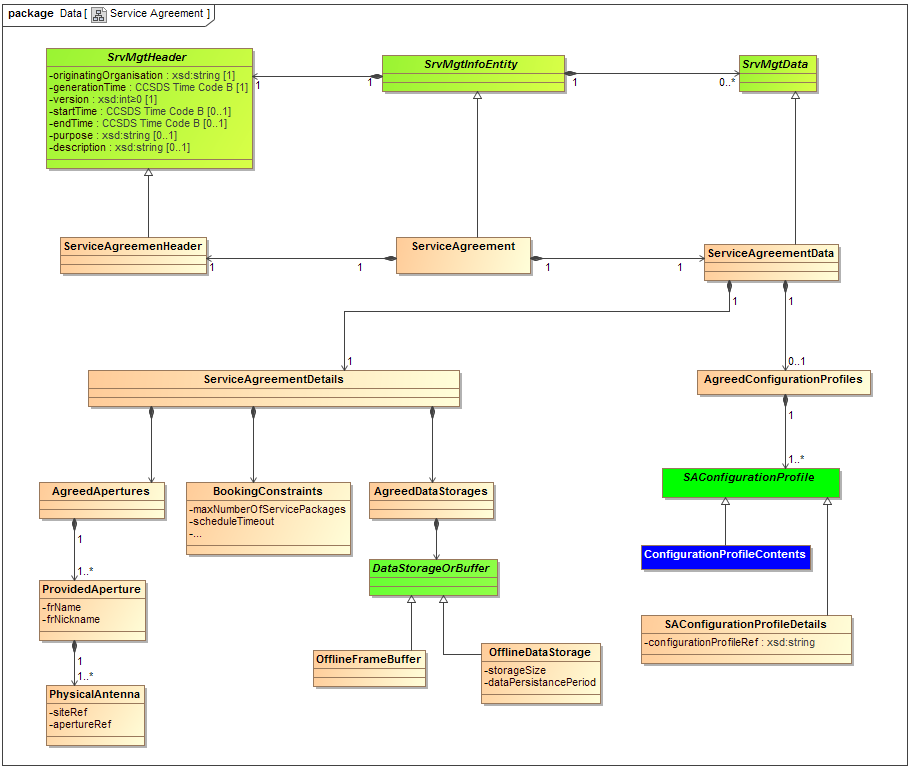 package Data [ Service Agreement ]
SrvMgtHeader
-originatingOrganisation : xsd:string [1]
-generationTime : CCSDS Time Code B [1]
-version : xsd:int≥0 [1]
-startTime : CCSDS Time Code B [0..1]
-endTime : CCSDS Time Code B [0..1]
-purpose : xsd:string [0..1]
-description : xsd:string [0..1]
1
1
SrvMgtInfoEntity
1
0..*
SrvMgtData
ServiceAgreemenHeader
1
1
ServiceAgreement
1
1
ServiceAgreementData
1
1
1
0..1
ServiceAgreementDetails
AgreedConfigurationProfiles
1
1..*
AgreedApertures
BookingConstraints
-maxNumberOfServicePackages
-scheduleTimeout
-...
AgreedDataStorages
SAConfigurationProfile
1
1..*
ProvidedAperture
-frName
-frNickname
DataStorageOrBuffer
ConfigurationProfileContents
1
1..*
PhysicalAntenna
-siteRef
-apertureRef
OfflineFrameBuffer
OfflineDataStorage
-storageSize
-dataPersistancePeriod
SAConfigurationProfileDetails
-configurationProfileRef : xsd:string